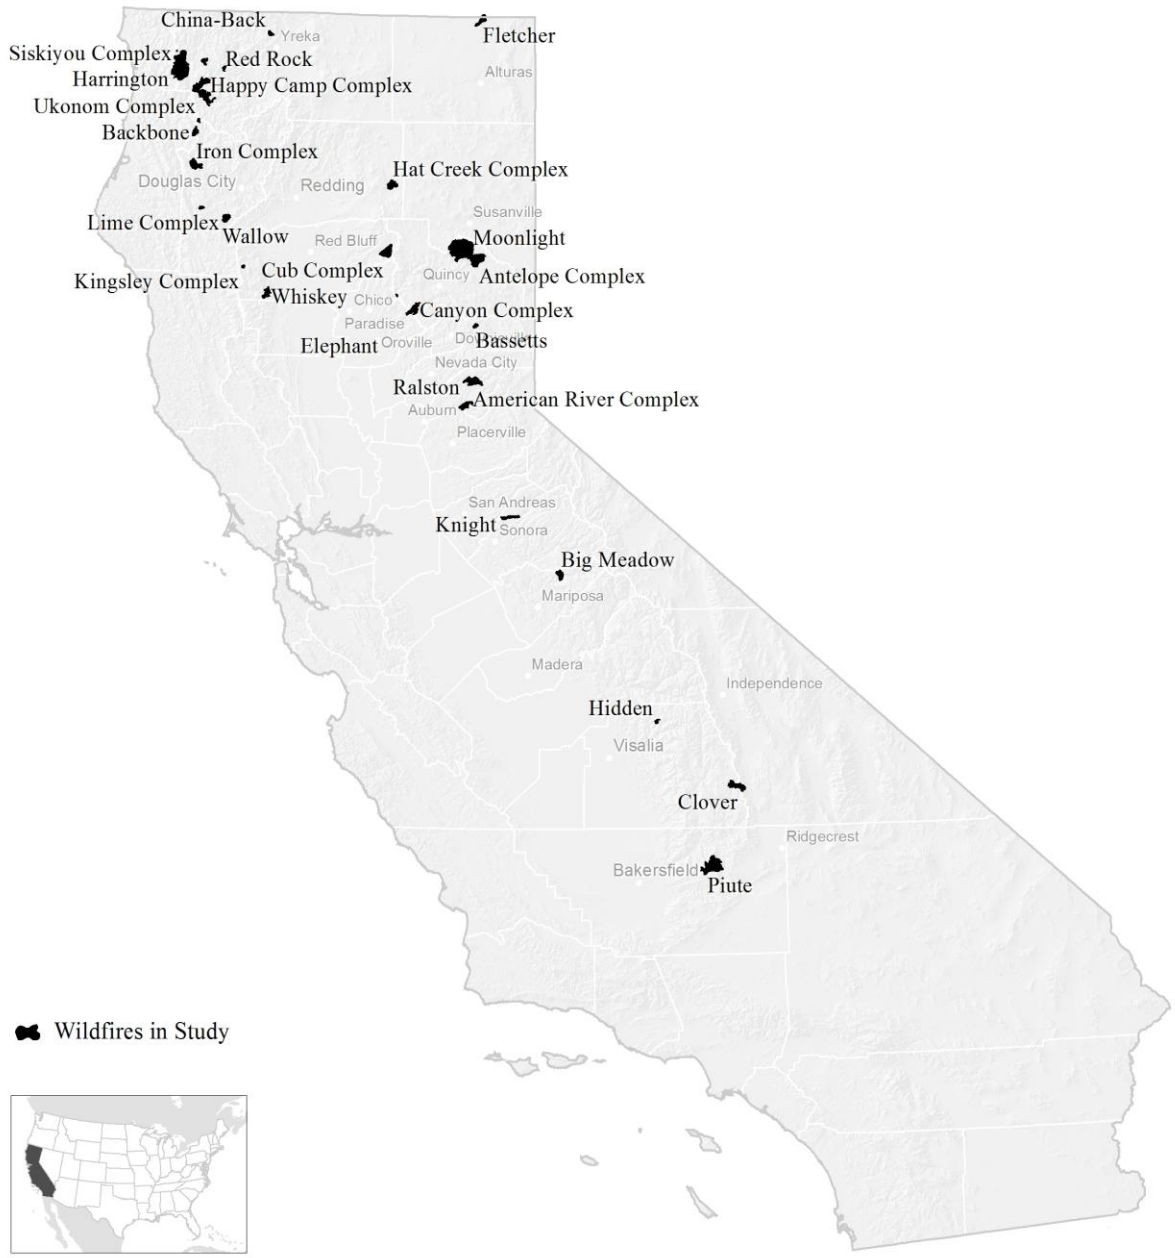 China-Back
Yreka
Fletcher
Siskiyou Complex
Red Rock
Harrington
Happy Camp Complex
Alturas
Ukonom Complex
Backbone
Iron Complex
Hat Creek Complex
Douglas City
Redding
Lime Complex
Wallow
Susanville
Red Bluff
Moonlight
Kingsley Complex
Cub Complex
Quincy
Antelope Complex
Whiskey
Chico
Canyon Complex
Paradise
Elephant
Oroville
Downieville
Bassetts
Nevada City
Ralston
American River Complex
Auburn
Placerville
San Andreas
Knight
Sonora
Big Meadow
Mariposa
Madera
Independence
Hidden
Visalia
Clover
Ridgecrest
Bakersfield
Piute
Wildfires in Study